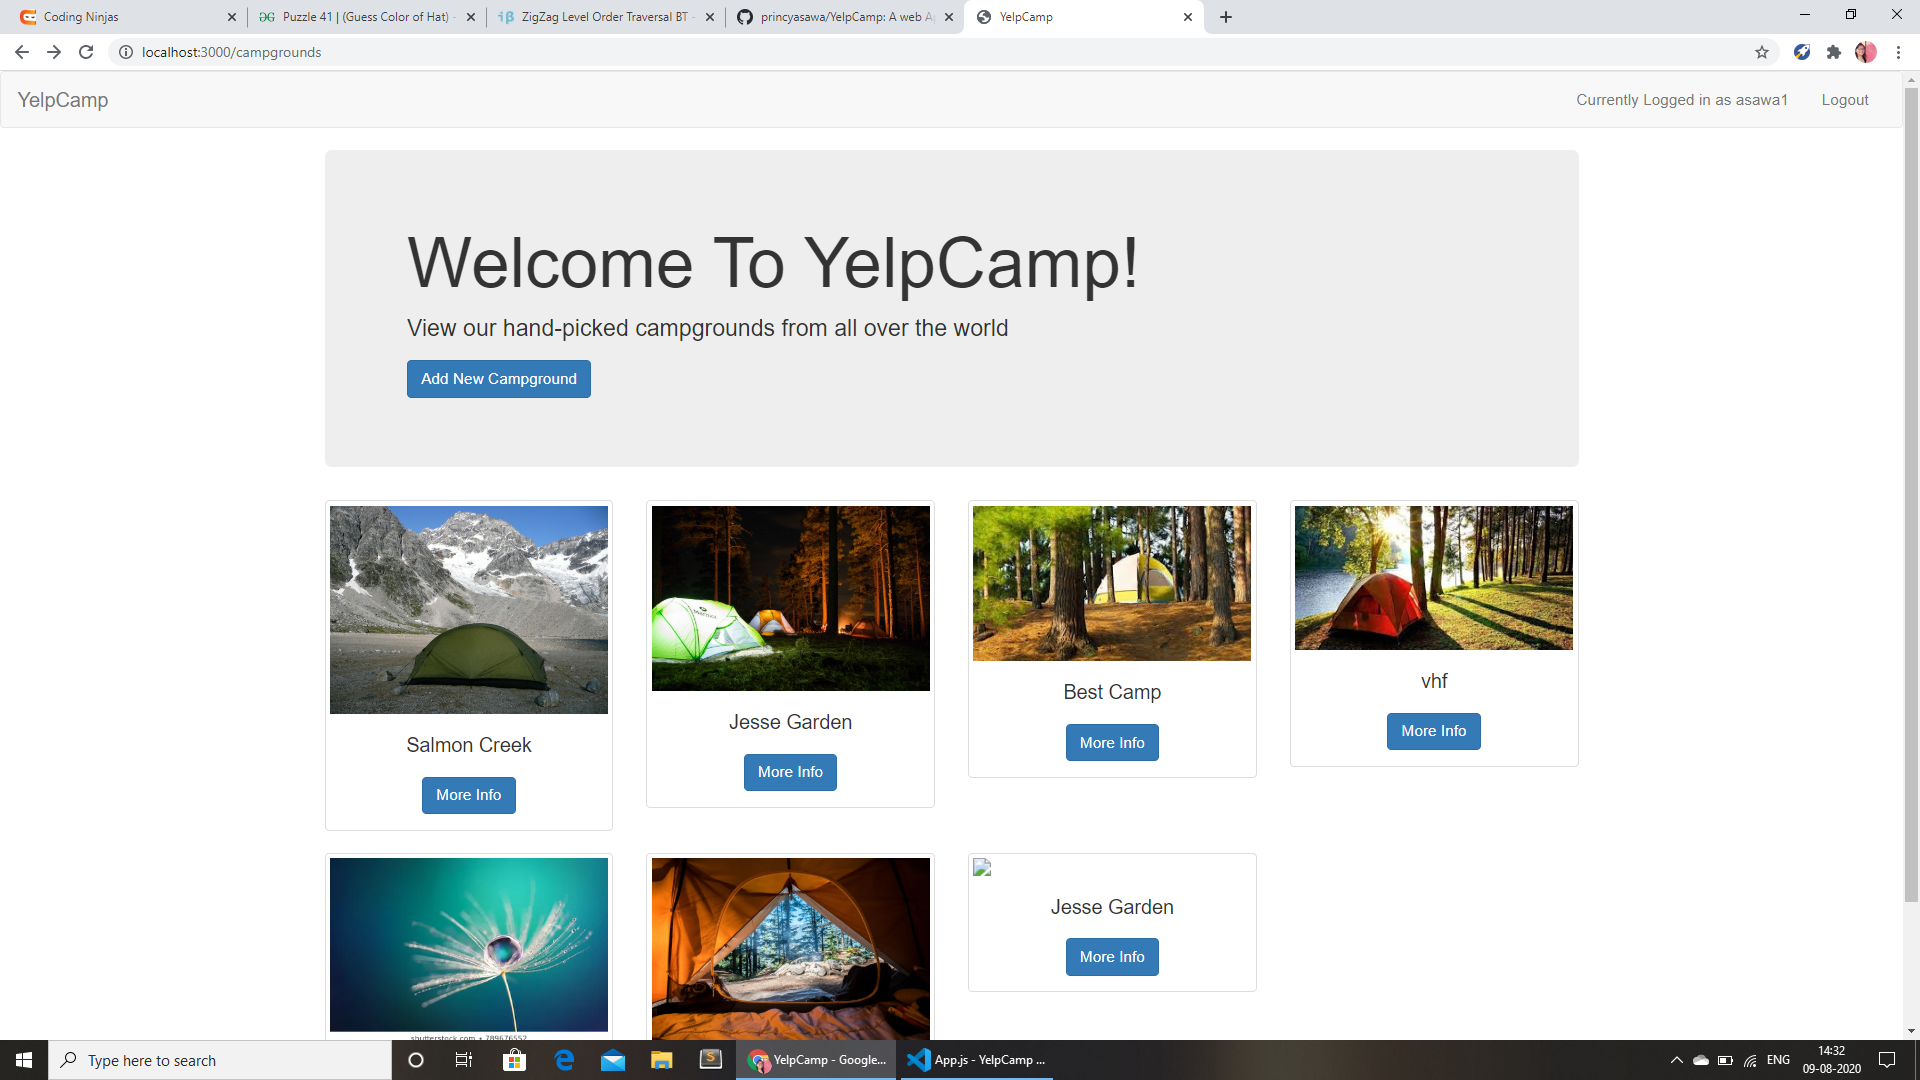 Coding Ninjas
Puzzle 41 | (Guess Color of Hat) -
ZigZag Level Order Traversal BT -
princyasawa/YelpCamp: A web A
YelpCamp
localhost:3000/campgrounds
YelpCamp
Currently Logged in as asawa1
Logout
Welcome To YelpCamp!
View our hand-picked campgrounds from all over the world
Add New Campground
Salmon Creek
More Info
Jesse Garden
More Info
Best Camp
More Info
vhf
More Info
Jesse Garden
More Info
shutterstock.com • 789676552
Type here to search
YelpCamp - Google...
App.js - YelpCamp ...
ENG
14:32
09-08-2020